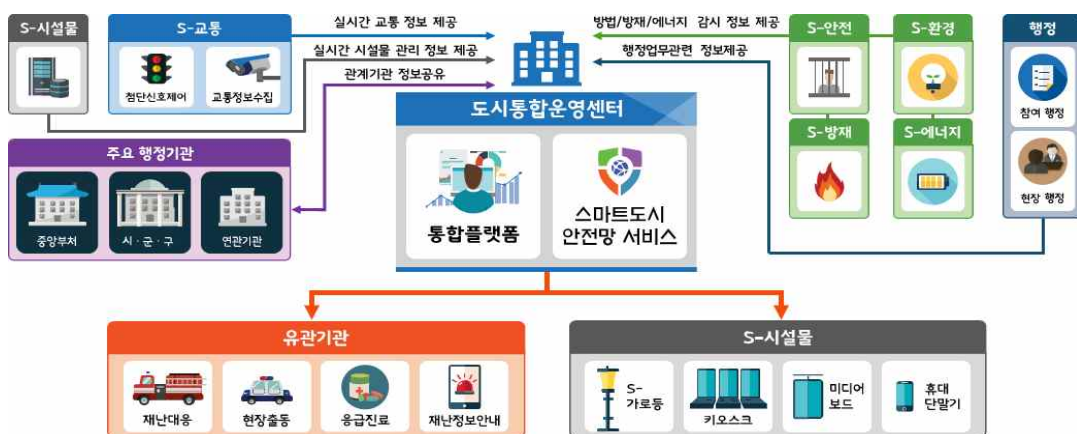 S-시설물
S-교통
첨단신호제어
교통정보수집
실시간 교통 정보 제공
실시간 시설물 관리 정보 제공
관계기관 정보공유
방범/방재/에너지 감시 정보 제공
행정업무관련 정보제공
S-안전
S-환경
S-방재
S-에너지
행정
참여 행정
현장 행정
주요 행정기관
중앙부처
시·군·구
연관기관
도시통합운영센터
통합플랫폼
스마트도시
안전망 서비스
유관기관
재난대응
현장출동
응급진료
재난정보안내
S-시설물
S-
가로등
키오스크
미디어
보드
휴대
단말기